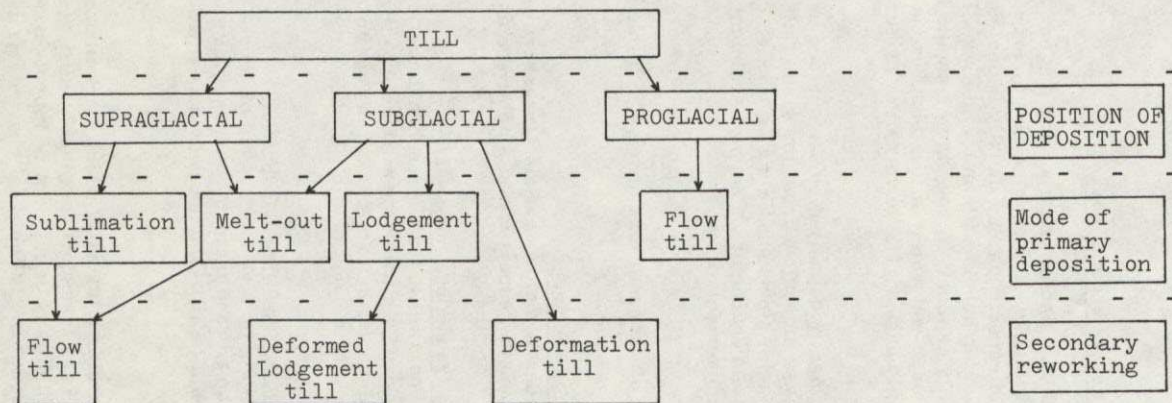 TILL
SUPRAGLACIAL
SUBGLACIAL
PROGLACIAL
POSITION OF
DEPOSITION
Sublimation
till
Melt-out
till
Lodgement
till
Flow
till
Mode of
primary
deposition
Flow
till
Deformed
Lodgement
till
Deformation
till
Secondary
reworking